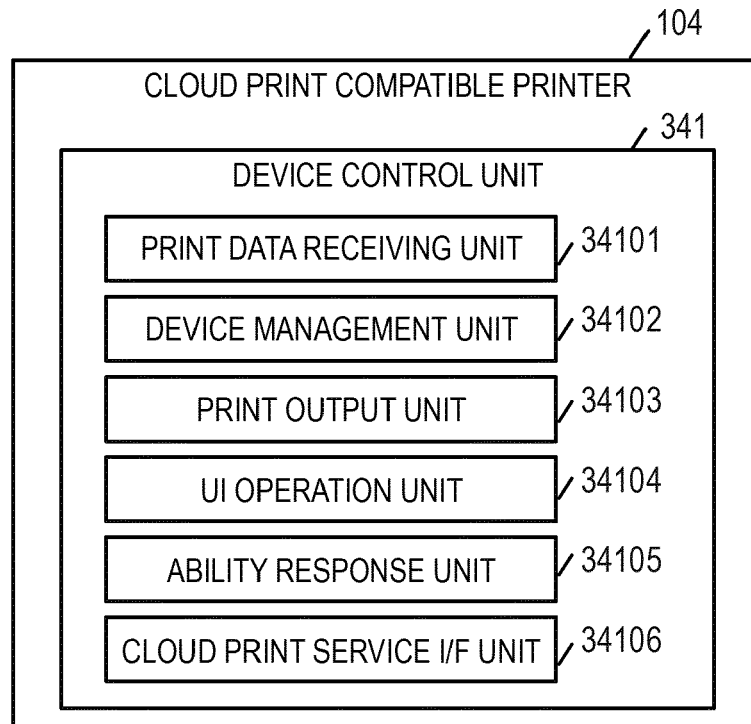 104
CLOUD PRINT COMPATIBLE PRINTER
341
DEVICE CONTROL UNIT
PRINT DATA RECEIVING UNIT 34101
DEVICE MANAGEMENT UNIT 34102
PRINT OUTPUT UNIT 34103
UI OPERATION UNIT 34104
ABILITY RESPONSE UNIT 34105
CLOUD PRINT SERVICE I/F UNIT 34106